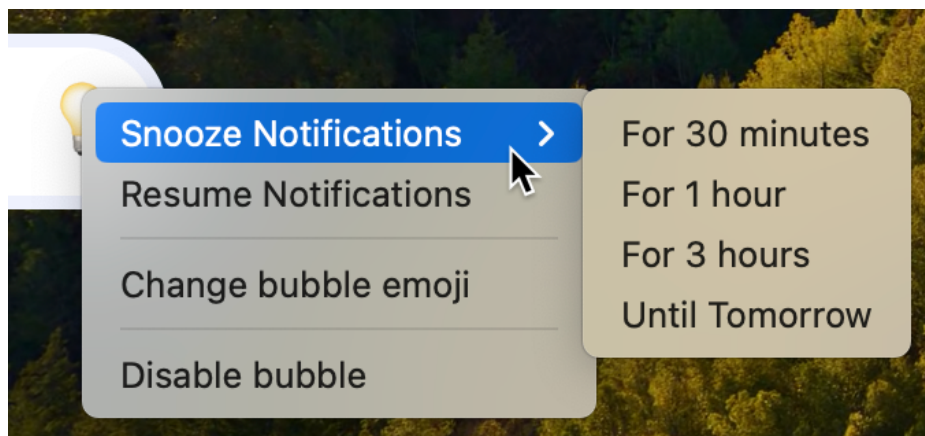 Snooze Notifications
Resume Notifications
Change bubble emoji
Disable bubble
For 30 minutes
For 1 hour
For 3 hours
Until Tomorrow